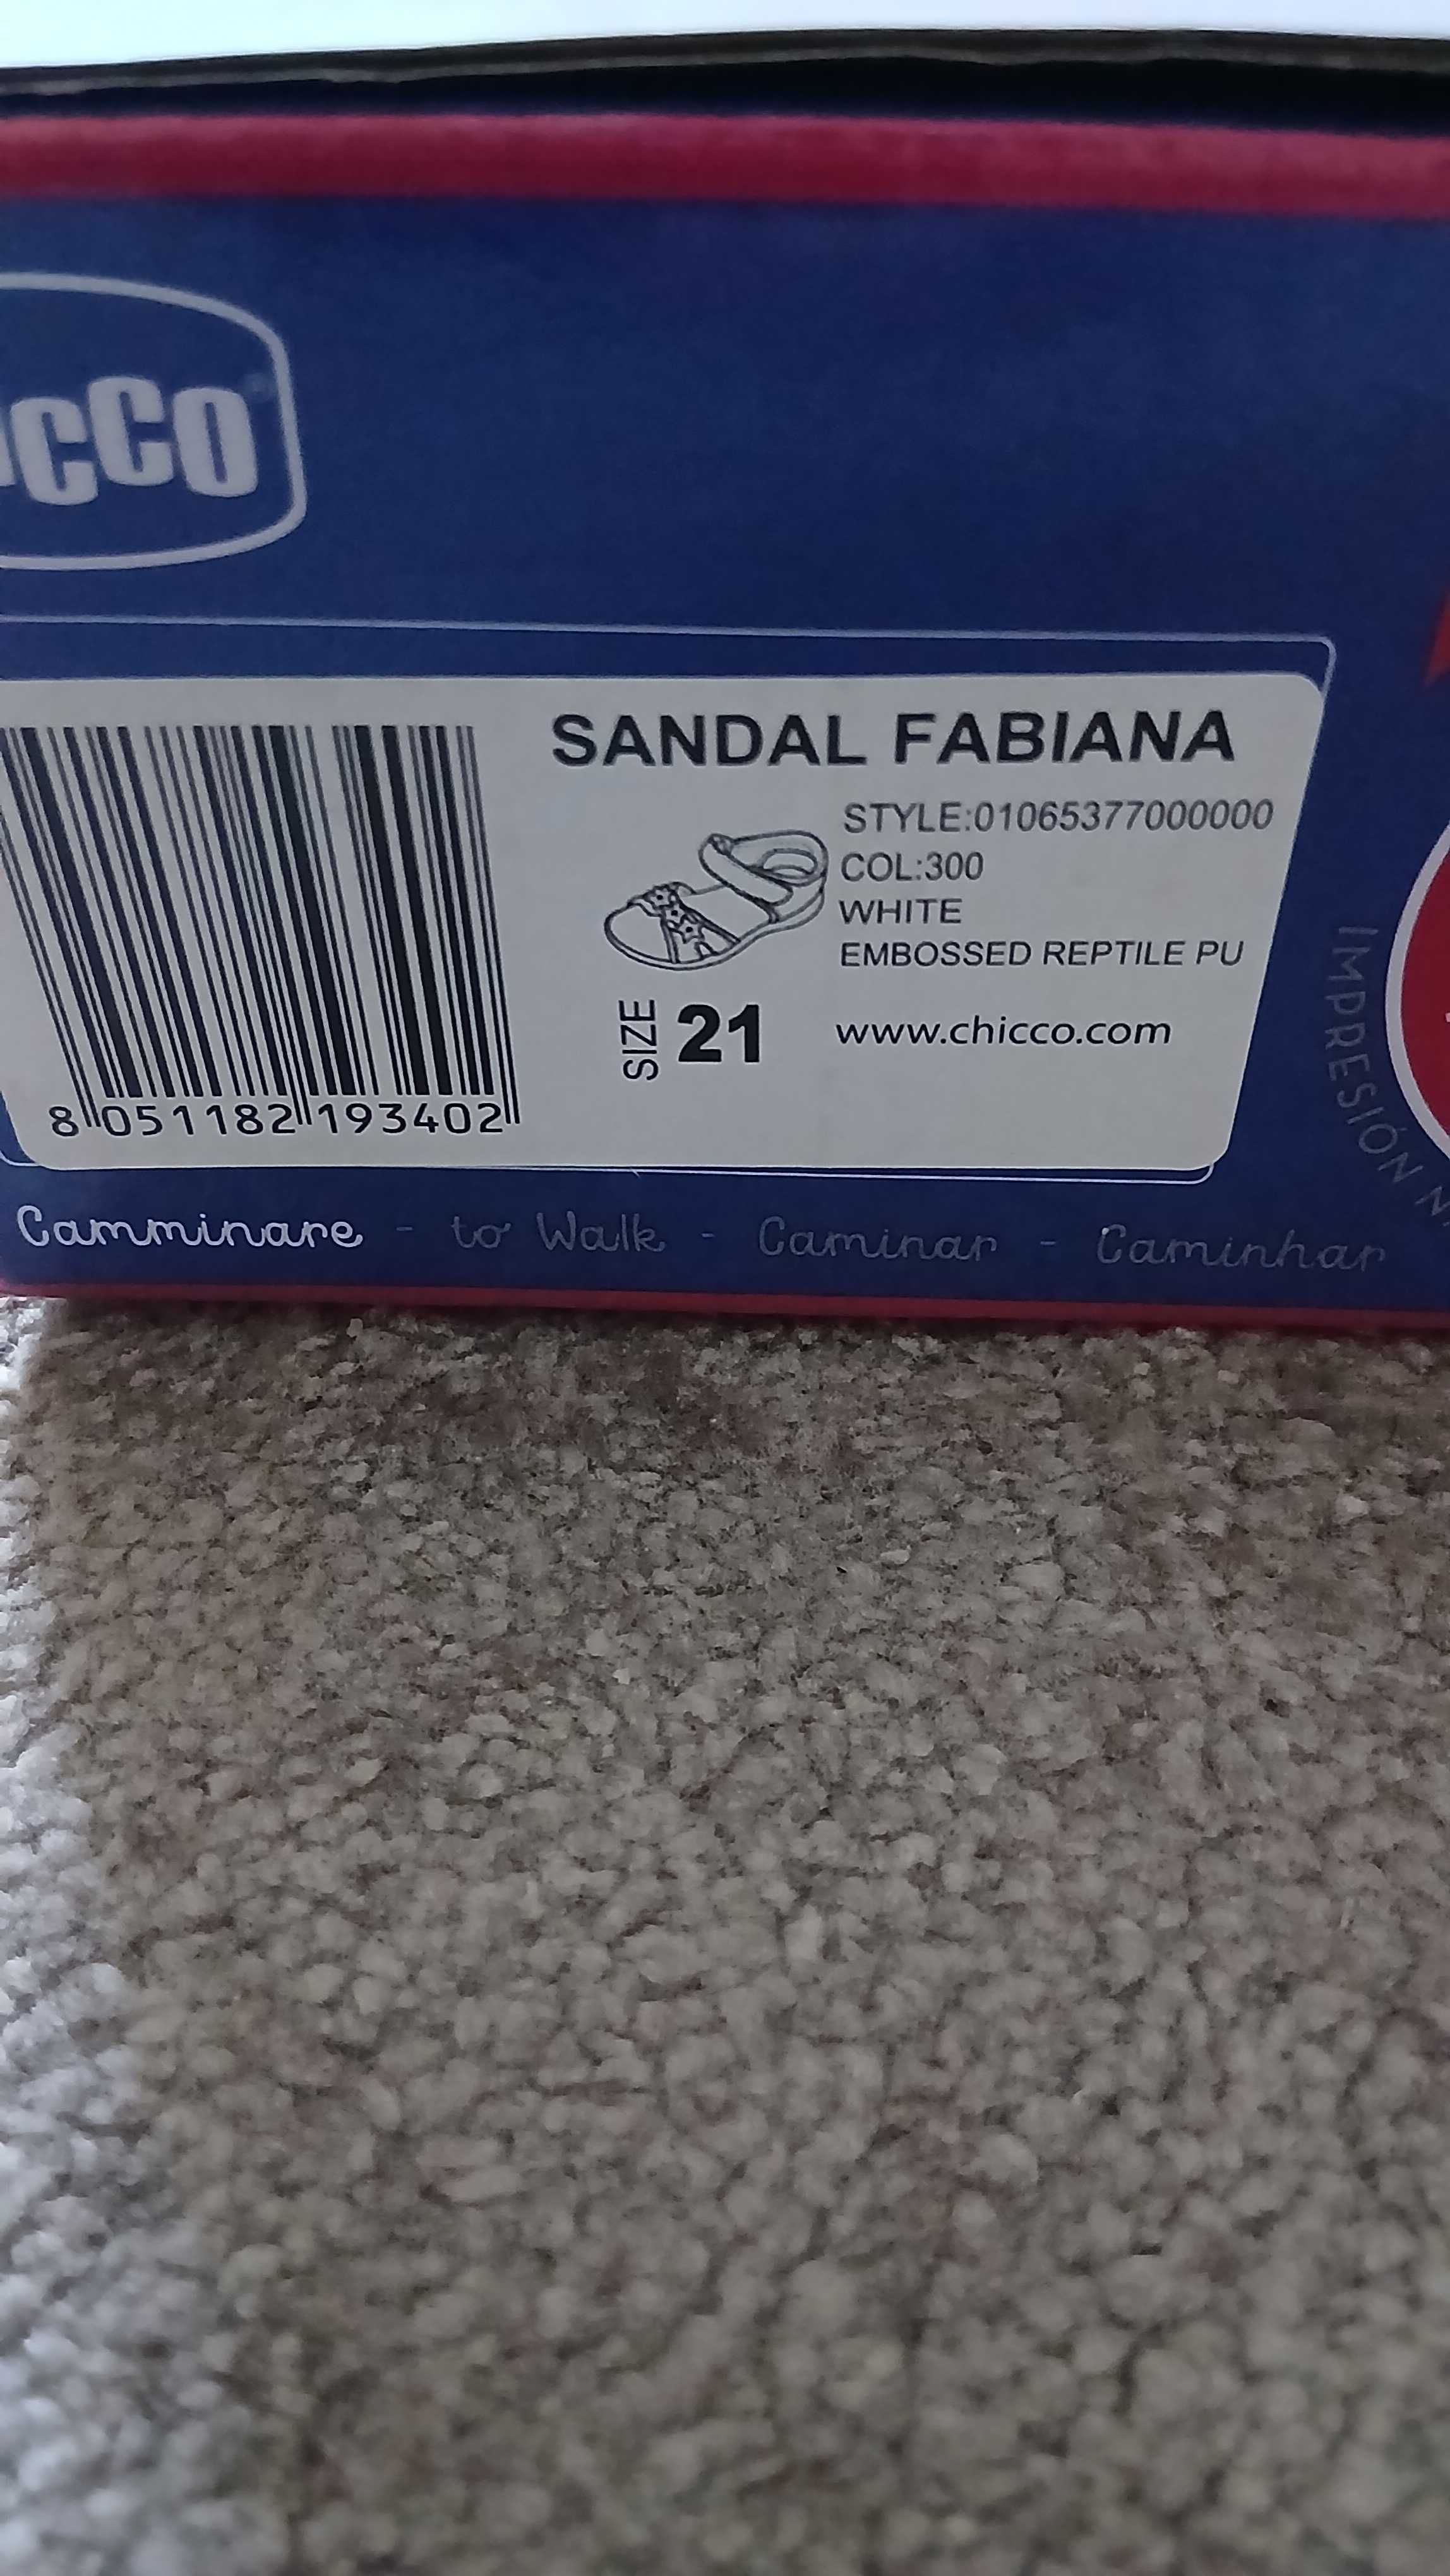 cco
SANDAL FABIANA
STYLE:01065377000000
COL:300
WHITE
EMBOSSED REPTILE PU
SIZE 21
www.chicco.com
8 051182 193402
Camminare - to Walk - Caminar - Caminhar
IMPRESIÓN